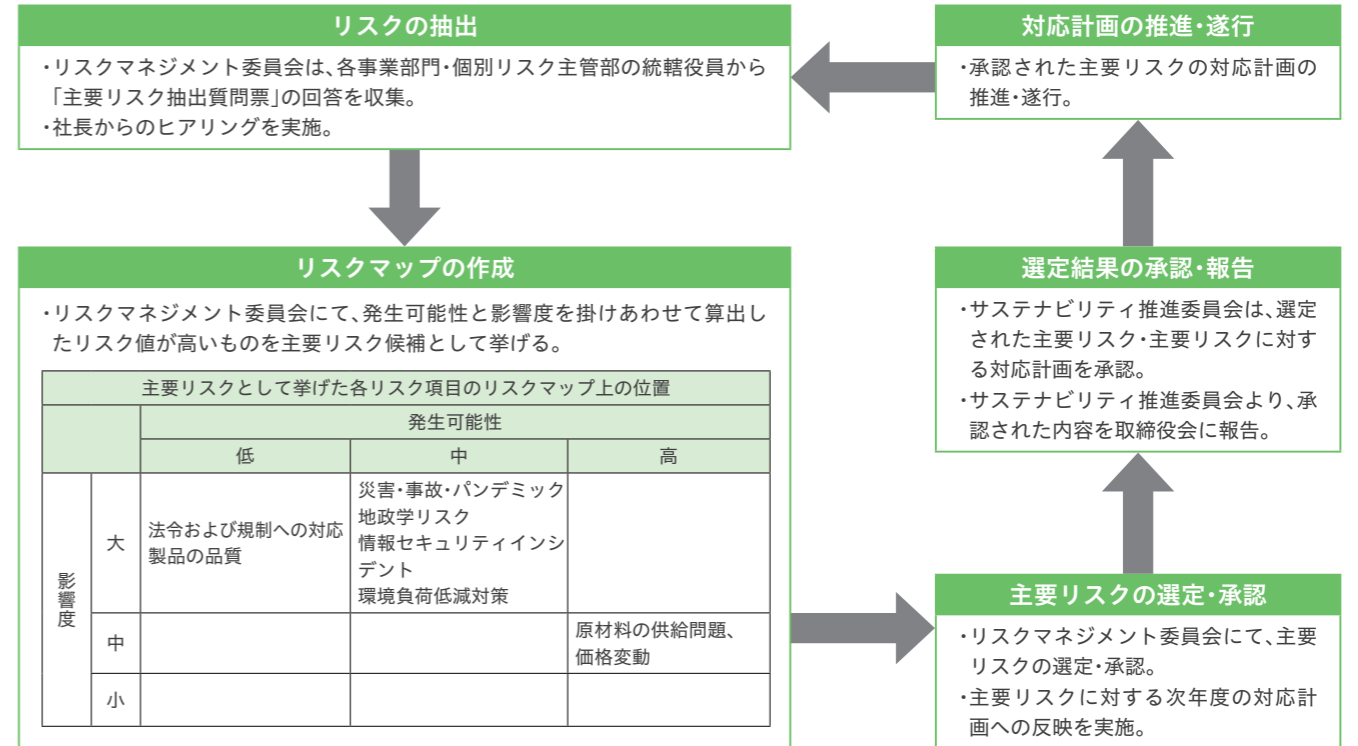 リスクの抽出
・リスクマネジメント委員会は、各事業部門・個別リスク主管部の統轄役員から
「主要リスク抽出質問票」の回答を収集。
・社長からのヒアリングを実施。
リスクマップの作成
・リスクマネジメント委員会にて、発生可能性と影響度を掛けあわせて算出し
たリスク値が高いものを主要リスク候補として挙げる。
主要リスクとして挙げた各リスク項目のリスクマップ上の位置
発生可能性
低
中
高
影響度
大
法令および規制への対応
製品の品質
災害・事故・パンデミック
地政学リスク
情報セキュリティインシ
デント
環境負荷低減対策
中
原材料の供給問題、
価格変動
小
主要リスクの選定・承認
・リスクマネジメント委員会にて、主要
リスクの選定・承認。
・主要リスクに対する次年度の対応計
画への反映を実施。
選定結果の承認・報告
・サステナビリティ推進委員会は、選定
された主要リスク・主要リスクに対す
る対応計画を承認。
・サステナビリティ推進委員会より、承
認された内容を取締役会に報告。
対応計画の推進・遂行
・承認された主要リスクの対応計画の
推進・遂行。